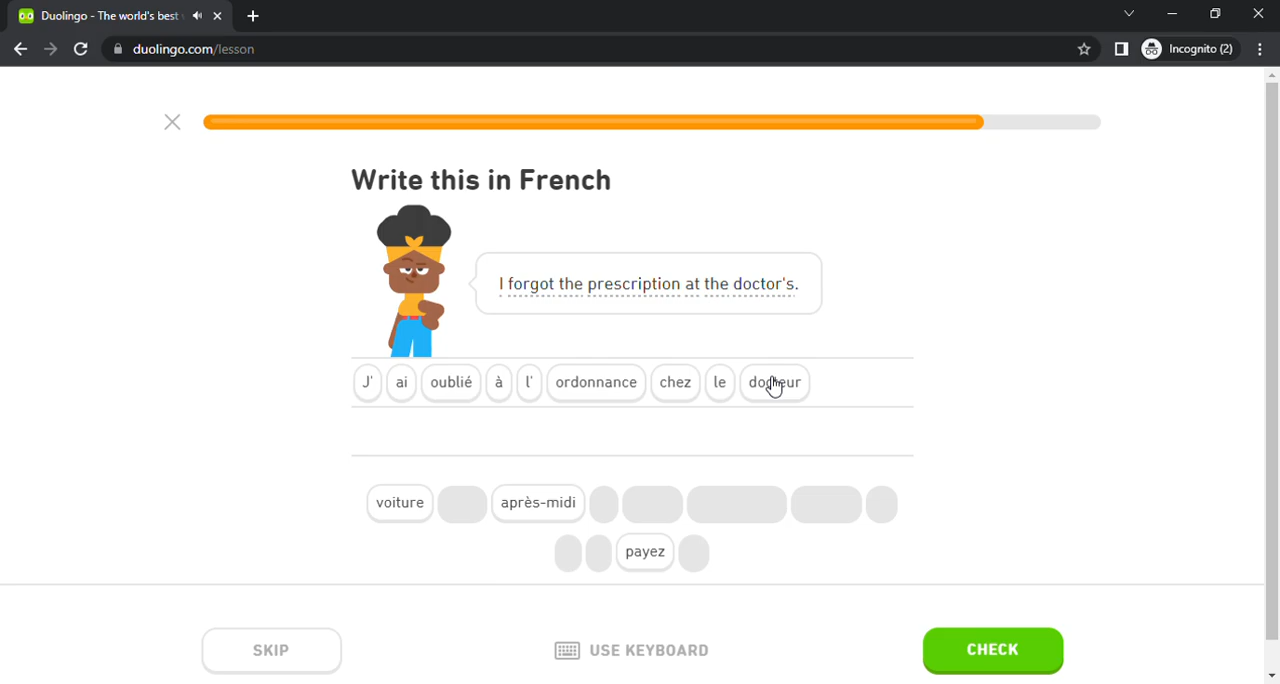 Duolingo - The world's best
duolingo.com/lesson
Incognito (2)
Write this in French
I forgot the prescription at the doctor's.
J' ai oublié à l' ordonnance chez le docteur
voiture après-midi
payez
SKIP USE KEYBOARD CHECK